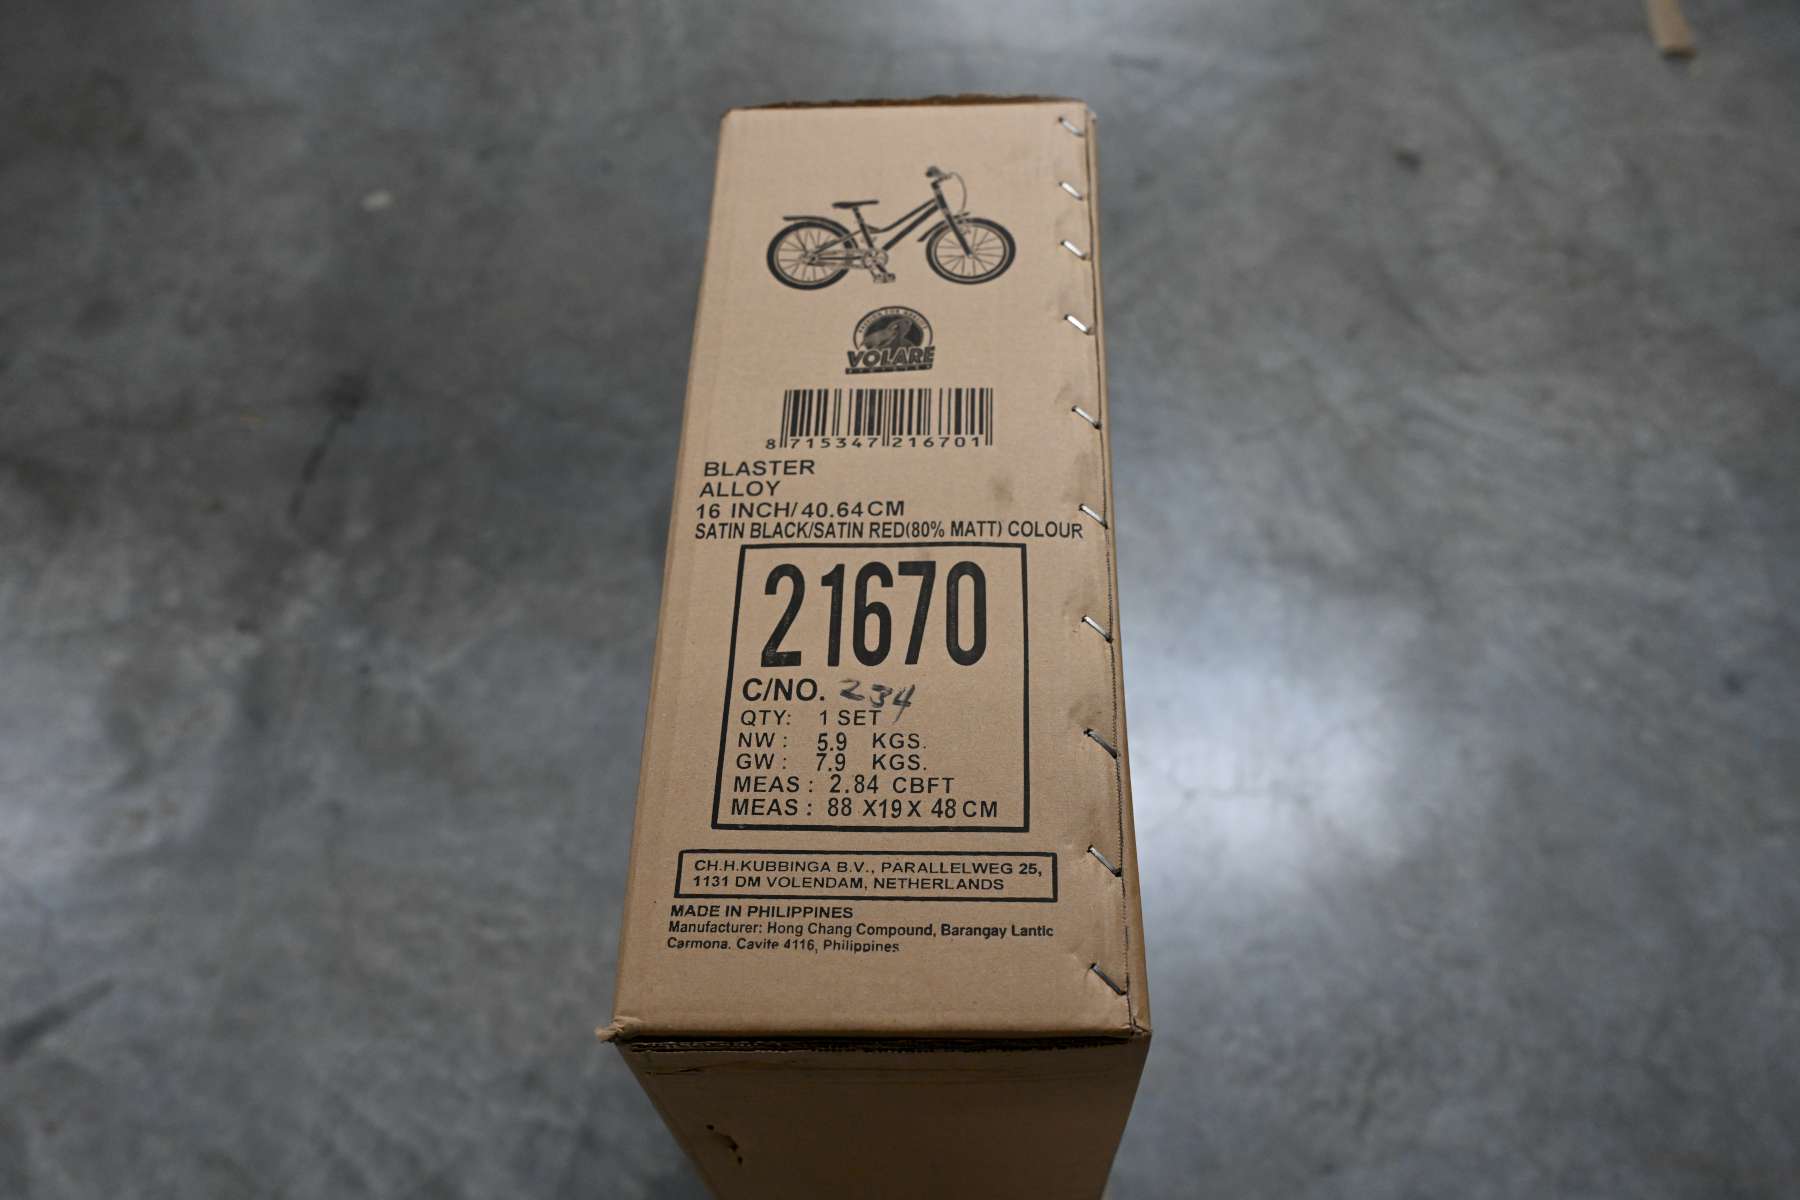 VOLARE
8 715347 216701
BLASTER
ALLOY
16 INCH/40.64CM
SATIN BLACK/SATIN RED(80% MATT) COLOUR
21670
C/NO. 234
QTY: 1 SET
NW : 5.9 KGS.
GW : 7.9 KGS.
MEAS : 2.84 CBFT
MEAS : 88 X19X 48CM
CH.H.KUBBINGA B.V., PARALLELWEG 25,
1131 DM VOLENDAM, NETHERLANDS
MADE IN PHILIPPINES
Manufacturer: Hong Chang Compound, Barangay Lantic
Carmona. Cavite 4116, Philippines